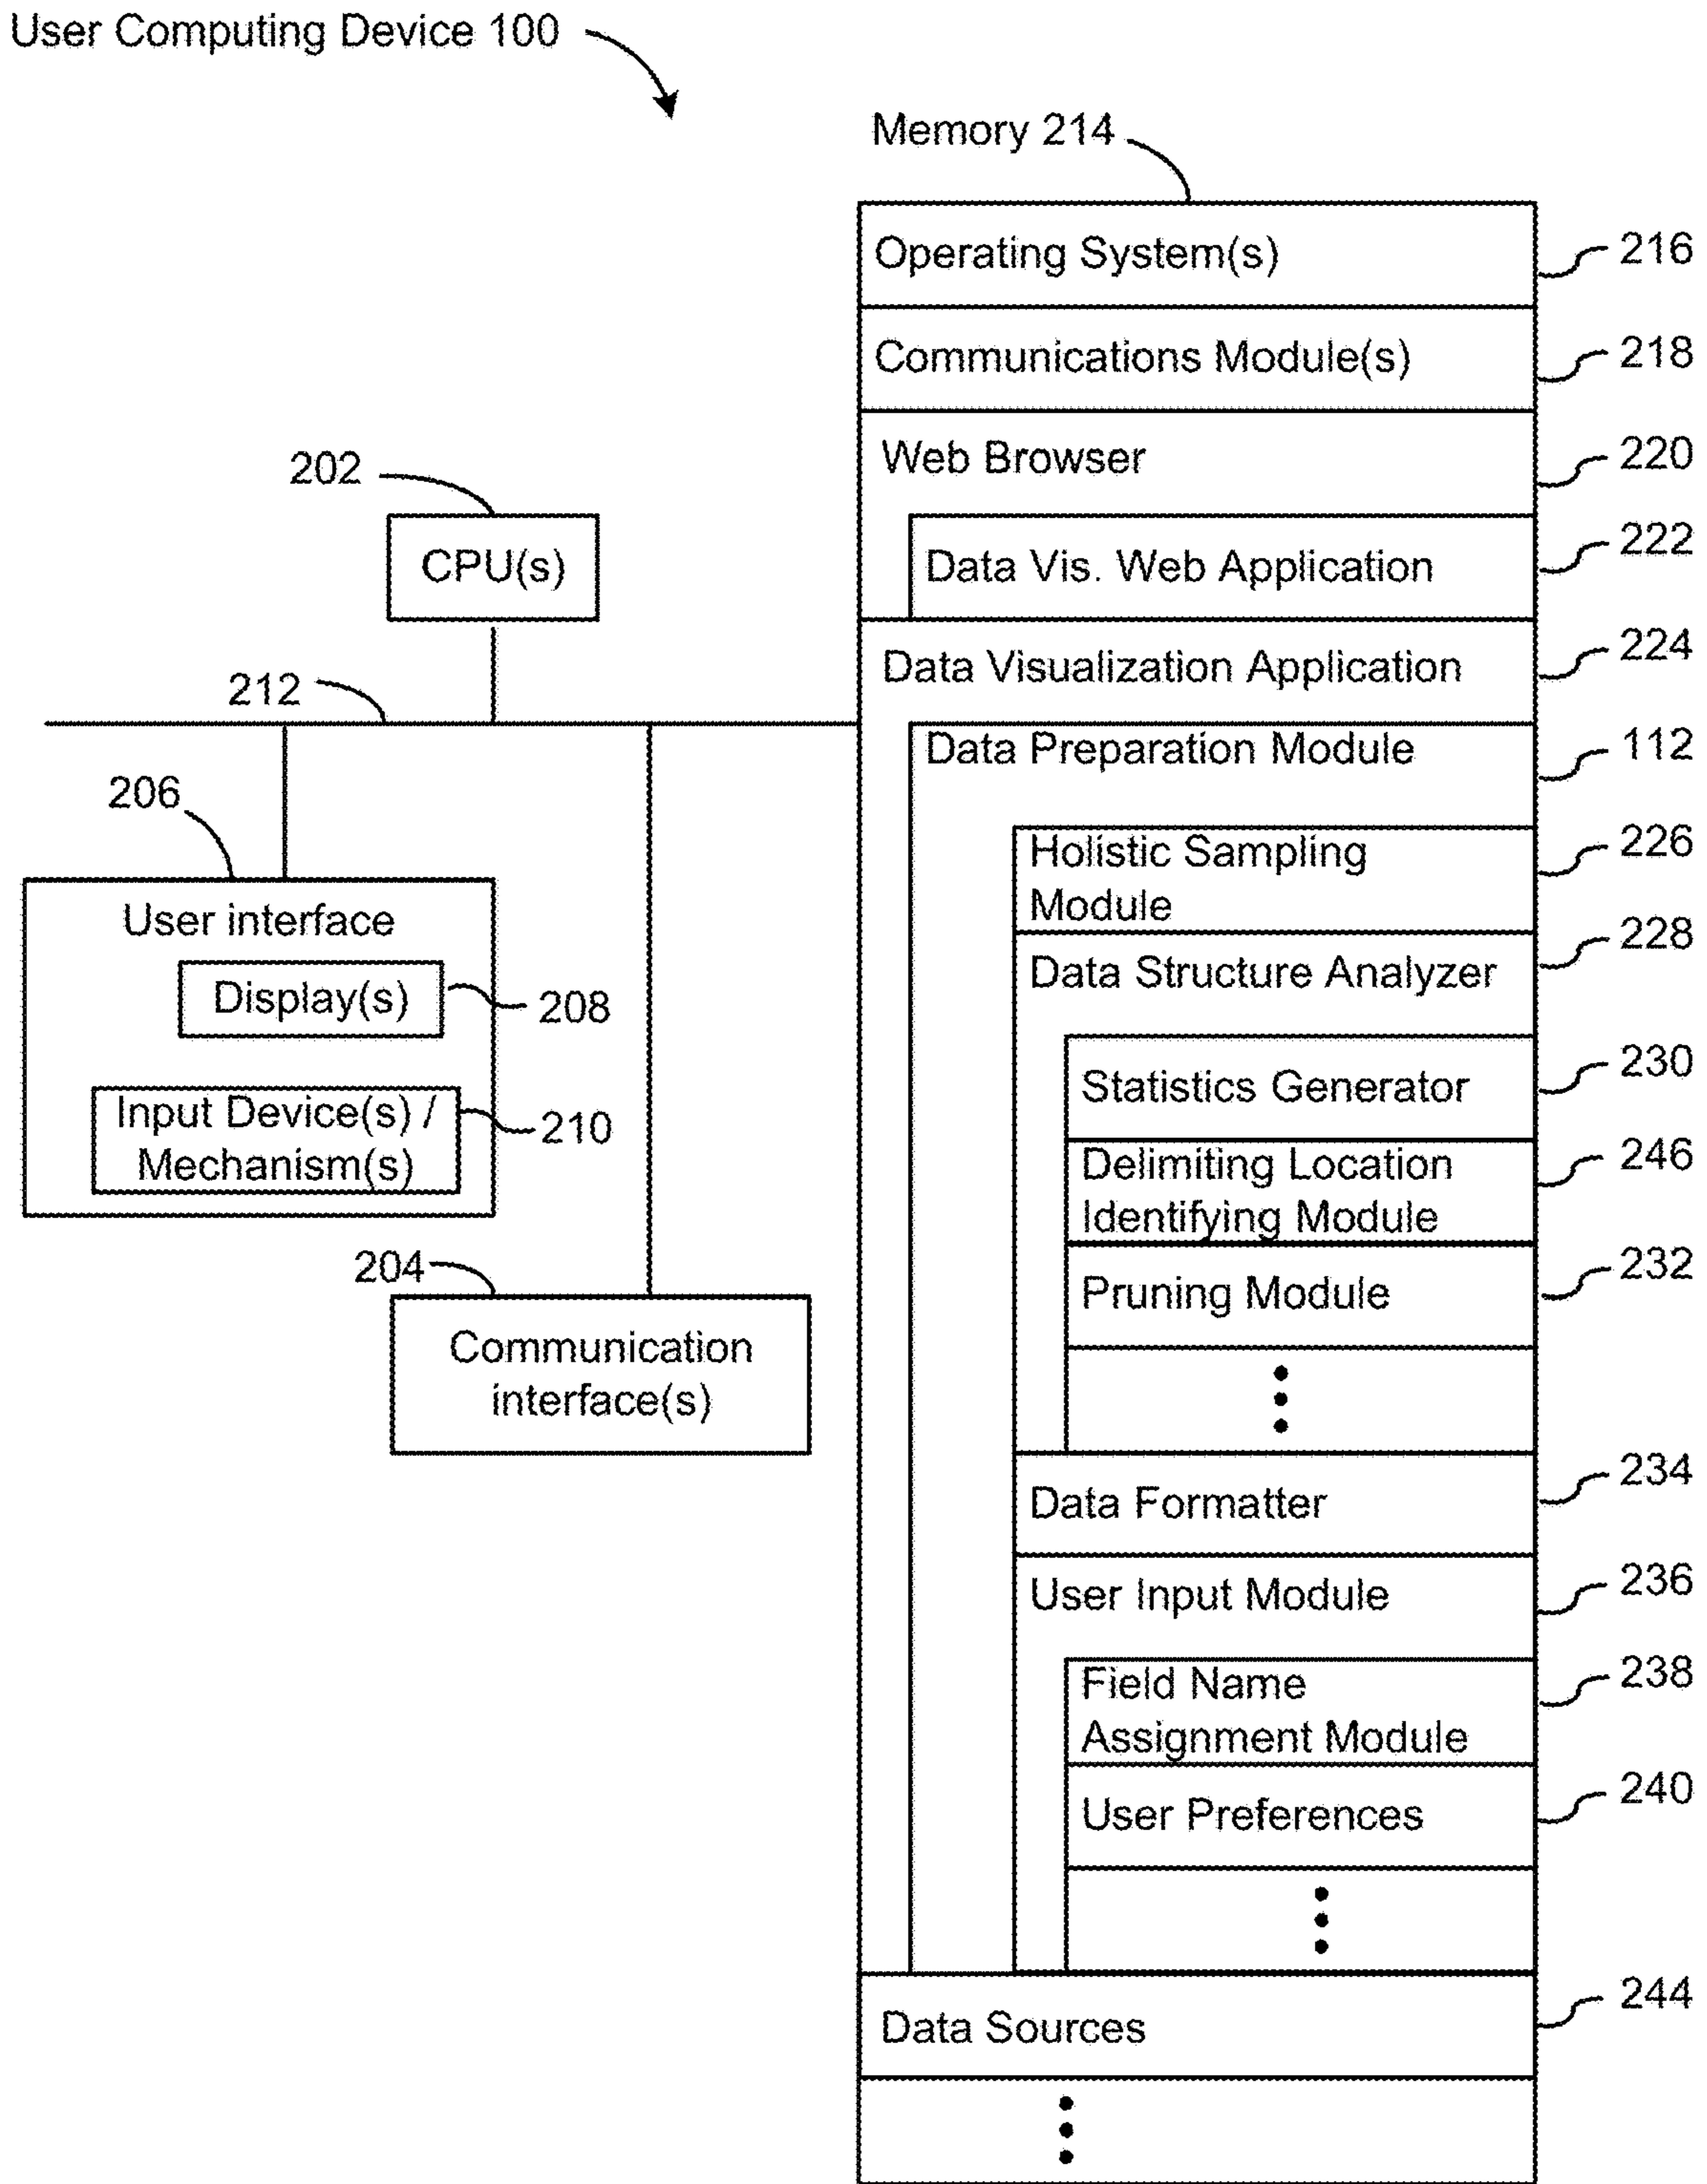 User Computing Device 100
Memory 214
Operating System(s)
216
Communications Module(s)
218
Web Browser
220
Data Vis. Web Application
222
Data Visualization Application
224
Data Preparation Module
112
Holistic Sampling
Module
226
Data Structure Analyzer
228
Statistics Generator
230
Delimiting Location
Identifying Module
246
Pruning Module
232
Data Formatter
234
User Input Module
236
Field Name
Assignment Module
238
User Preferences
240
Data Sources
244
202
CPU(s)
212
206
User interface
Display(s)
208
Input Device(s) /
Mechanism(s)
210
204
Communication
interface(s)